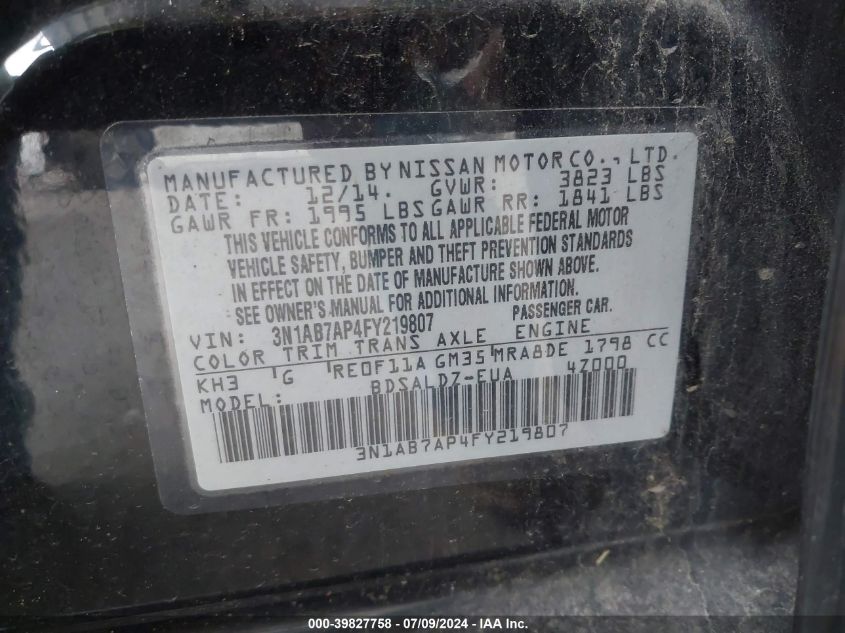 MANUFACTURED BY NISSAN MOTOR CO., LTD.
DATE: 12/14. GVWR: 3823 LBS
GAWR FR: 1995 LBS GAWR RR: 1841 LBS
THIS VEHICLE CONFORMS TO ALL APPLICABLE FEDERAL MOTOR
VEHICLE SAFETY, BUMPER AND THEFT PREVENTION STANDARDS
IN EFFECT ON THE DATE OF MANUFACTURE SHOWN ABOVE.
SEE OWNER'S MANUAL FOR ADDITIONAL INFORMATION.
VIN: 3N1AB7AP4FY219807 PASSENGER CAR.
COLOR TRIM TRANS AXLE ENGINE
KH3 G RE0F11A GM35 MRA8DE 1798 CC
MODEL: BDSALDZ-EUA 4Z000
3N1AB7AP4FY219807
000-39827758 - 07/09/2024 - IAA Inc.